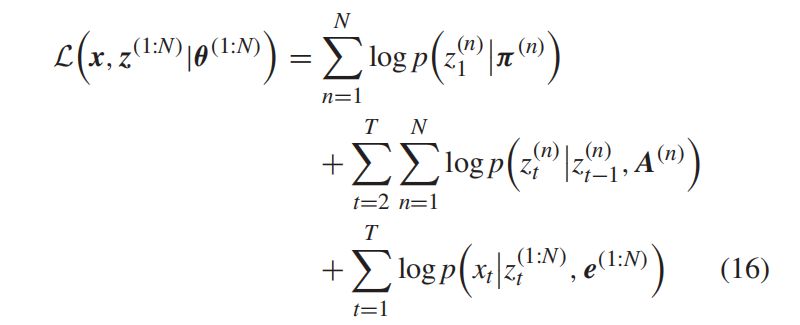 $\mathcal{L}\left(\boldsymbol{x}, \boldsymbol{z}^{(1:N)} | \boldsymbol{\theta}^{(1:N)}\right) = \sum_{n=1}^{N} \log p\left(z_1^{(n)} | \boldsymbol{\pi}^{(n)}\right)$
$+ \sum_{t=2}^{T} \sum_{n=1}^{N} \log p\left(z_t^{(n)} | z_{t-1}^{(n)}, \boldsymbol{A}^{(n)}\right)$
$+ \sum_{t=1}^{T} \log p\left(x_t | z_t^{(1:N)}, \boldsymbol{e}^{(1:N)}\right) \quad (16)$